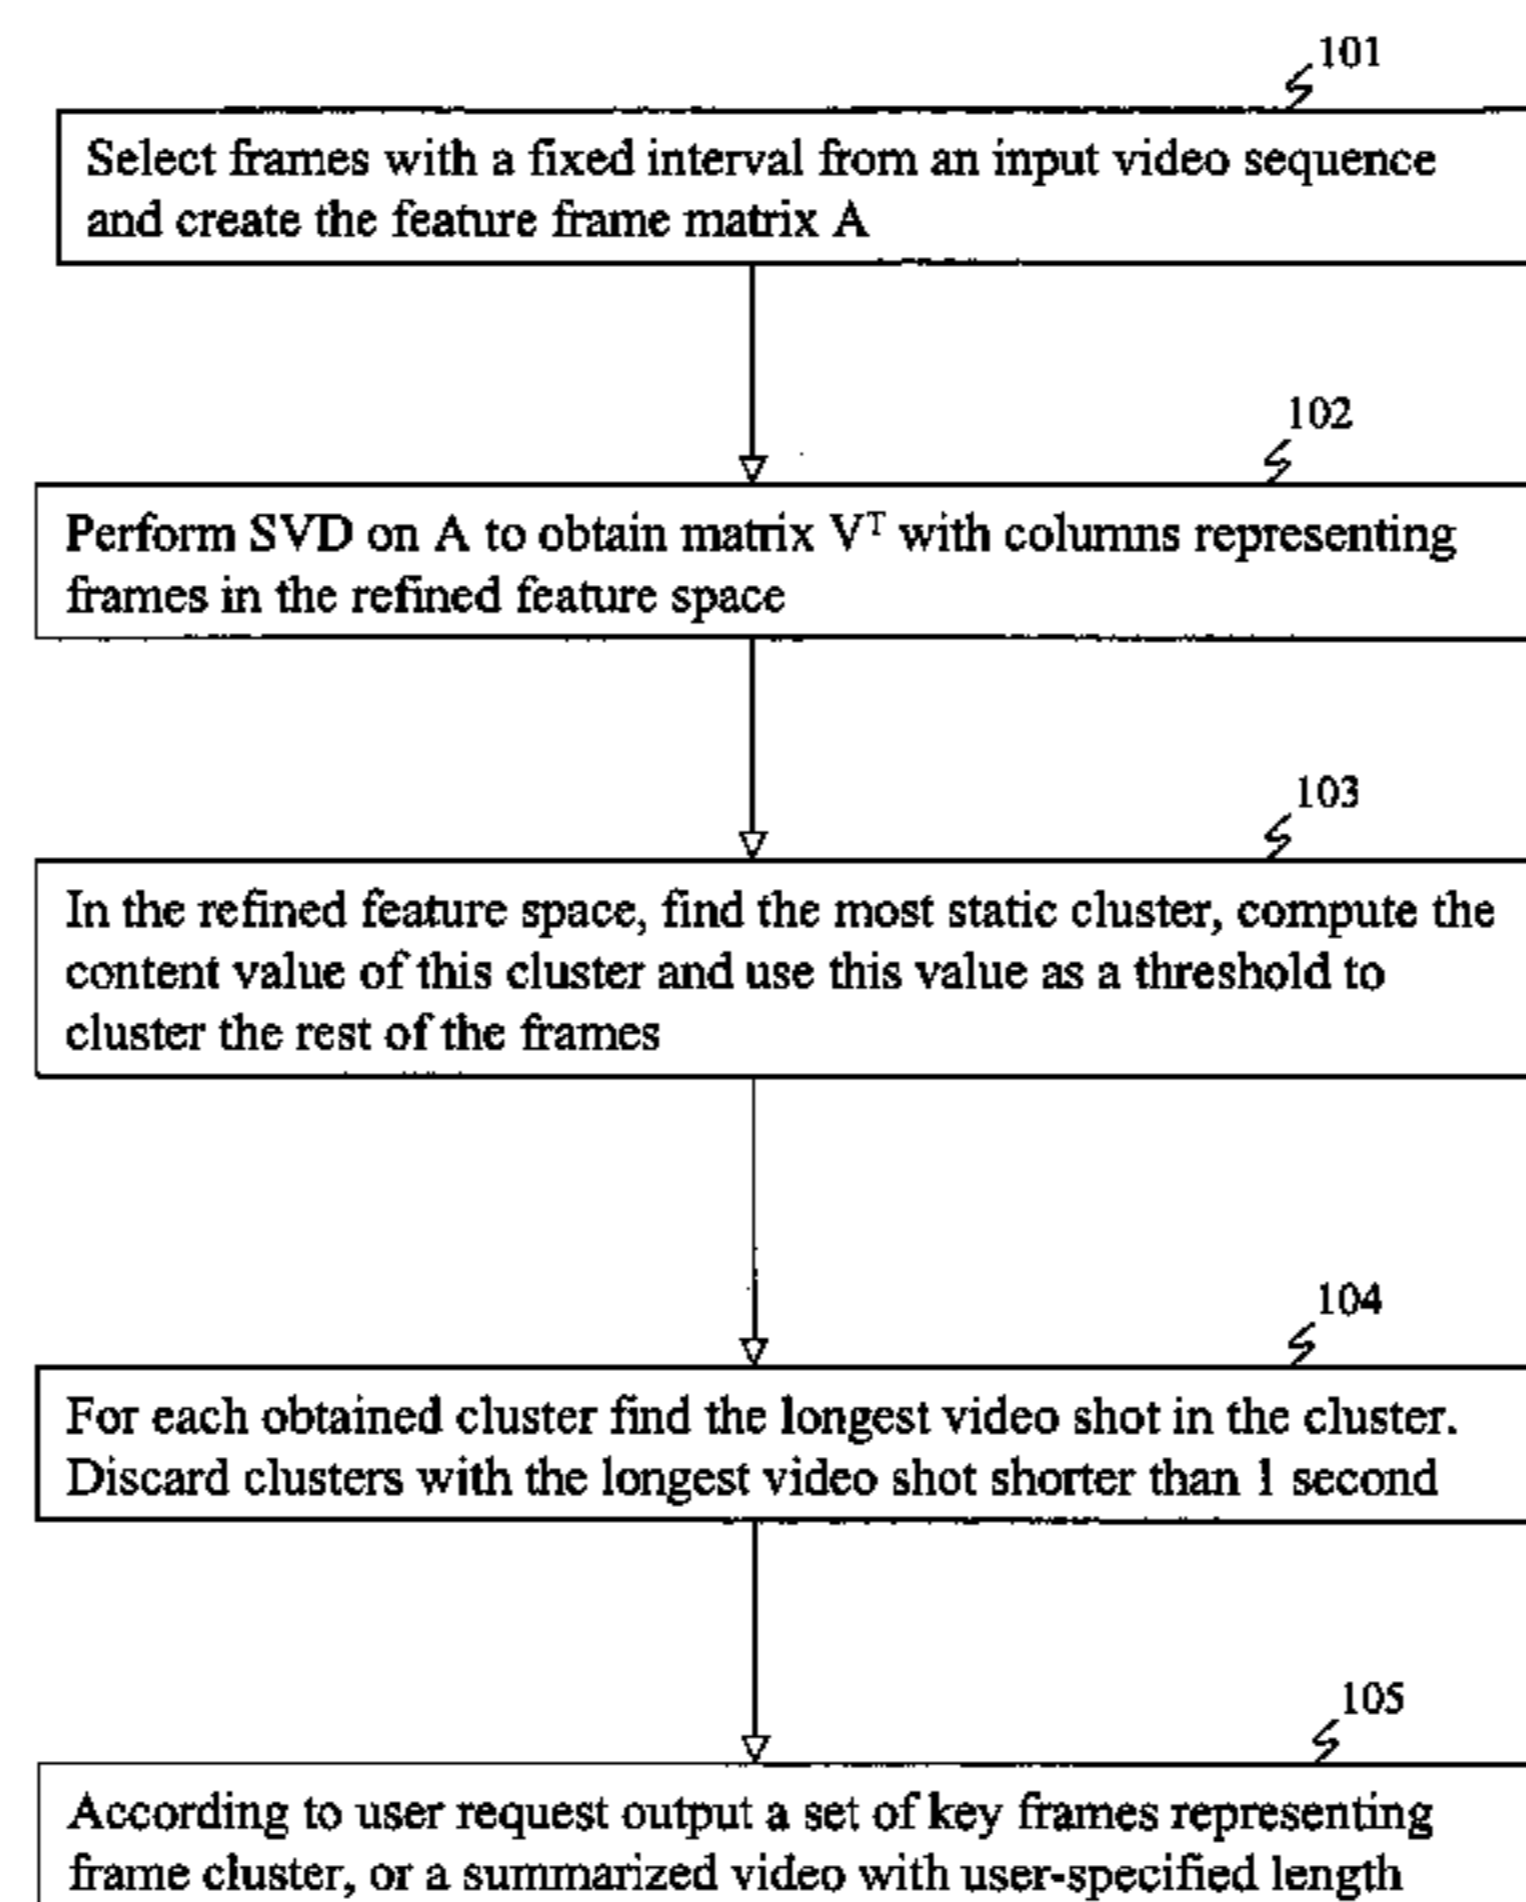 101
Select frames with a fixed interval from an input video sequence
and create the feature frame matrix A
102
Perform SVD on A to obtain matrix Vᵀ with columns representing
frames in the refined feature space
103
In the refined feature space, find the most static cluster, compute the
content value of this cluster and use this value as a threshold to
cluster the rest of the frames
104
For each obtained cluster find the longest video shot in the cluster.
Discard clusters with the longest video shot shorter than 1 second
105
According to user request output a set of key frames representing
frame cluster, or a summarized video with user-specified length